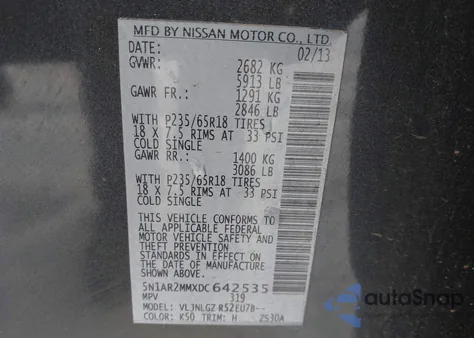 MFD BY NISSAN MOTOR CO., LTD.
DATE: 02/13
GVWR: 2682 KG
5913 LB
GAWR FR.: 1291 KG
2846 LB
WITH P235/65R18 TIRES
18 X 7.5 RIMS AT 33 PSI
COLD SINGLE
GAWR RR.: 1400 KG
3086 LB
WITH P235/65R18 TIRES
18 X 7.5 RIMS AT 33 PSI
COLD SINGLE
THIS VEHICLE CONFORMS TO
ALL APPLICABLE FEDERAL
MOTOR VEHICLE SAFETY AND
THEFT PREVENTION
STANDARDS IN EFFECT ON
THE DATE OF MANUFACTURE
SHOWN ABOVE.
5N1AR2MMXDC642535
MPV 319
MODEL: VLJNLGZ R52EU7B--
COLOR: K50 TRIM: H ZS30A
autoSnap